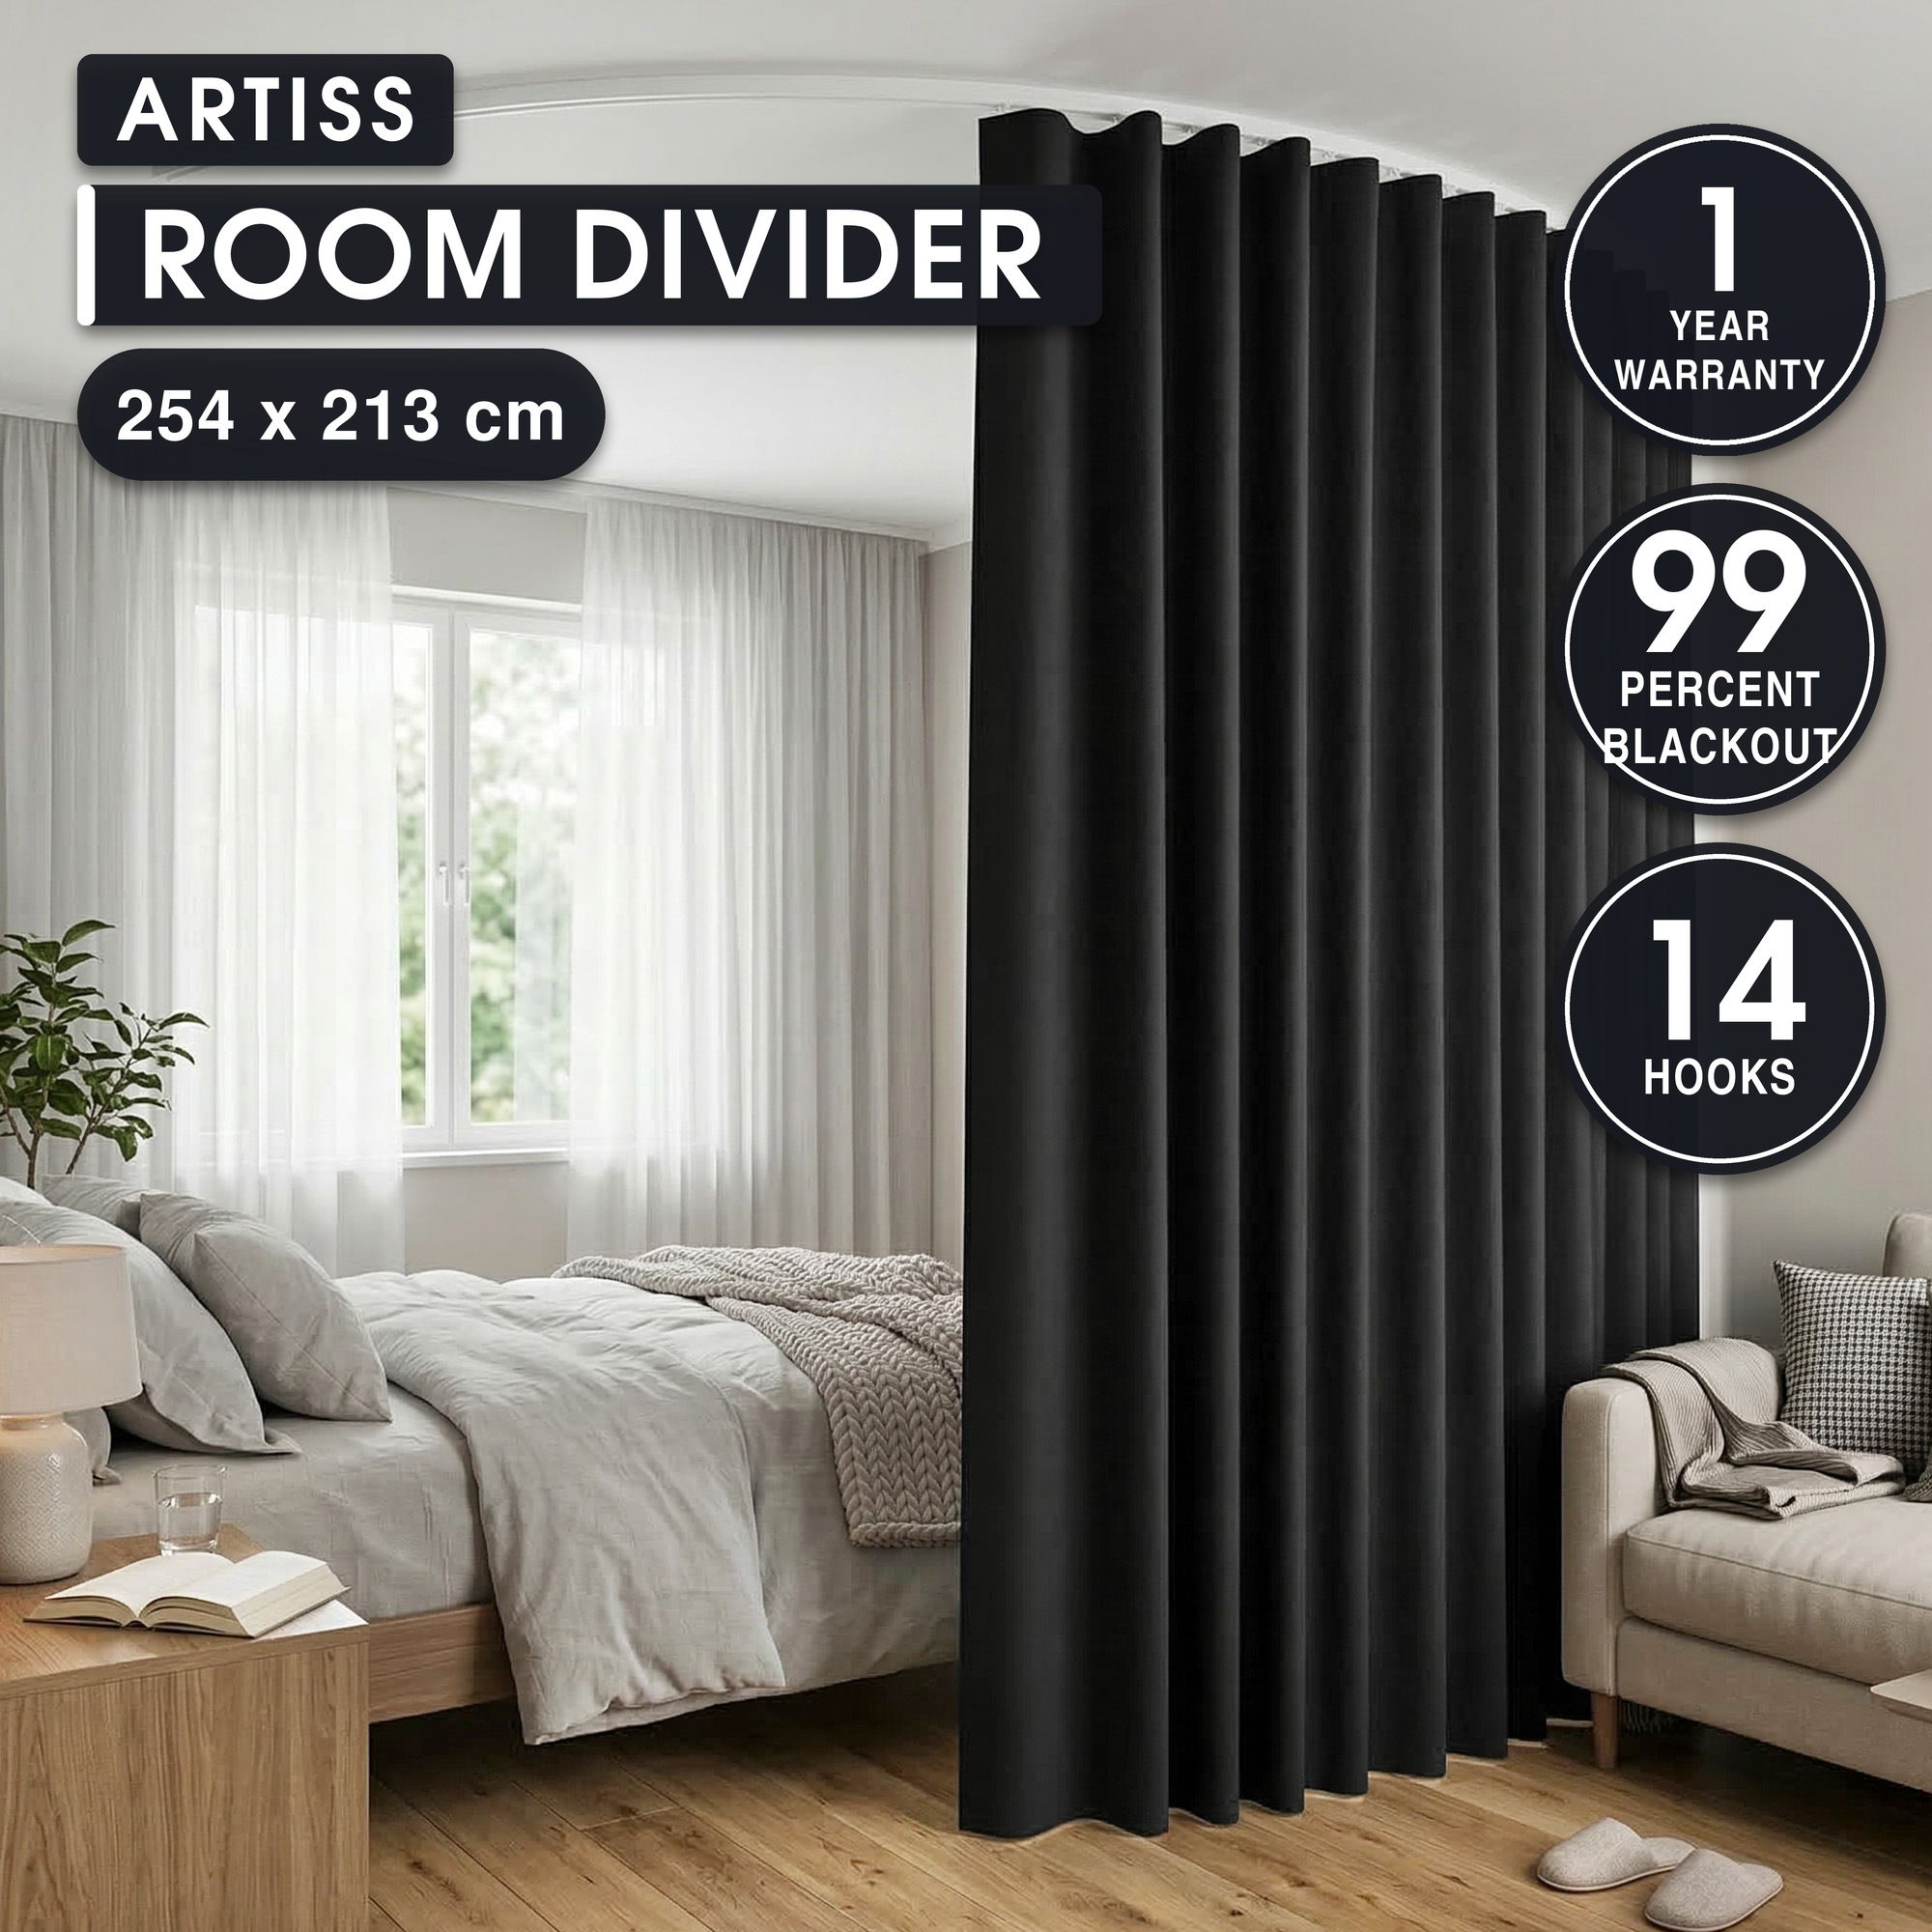 ARTISS
ROOM DIVIDER
254 x 213 cm
1
YEAR
WARRANTY
99
PERCENT
BLACKOUT
14
HOOKS